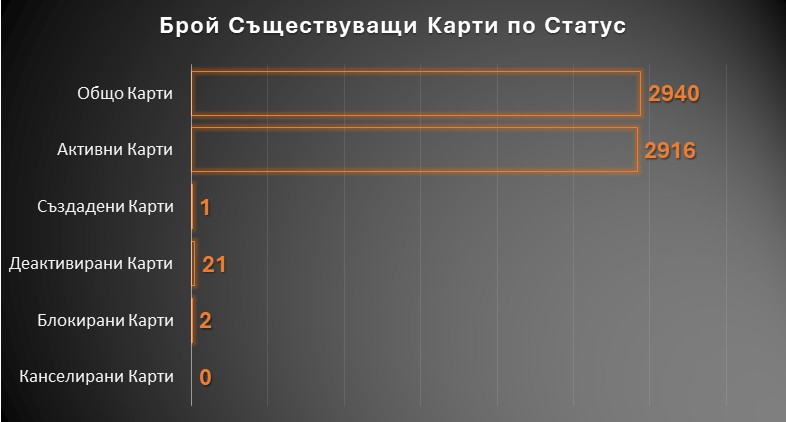 Брой Съществуващи Карти по Статус
Общо Карти 2940
Активни Карти 2916
Създадени Карти 1
Деактивирани Карти 21
Блокирани Карти 2
Канселирани Карти 0